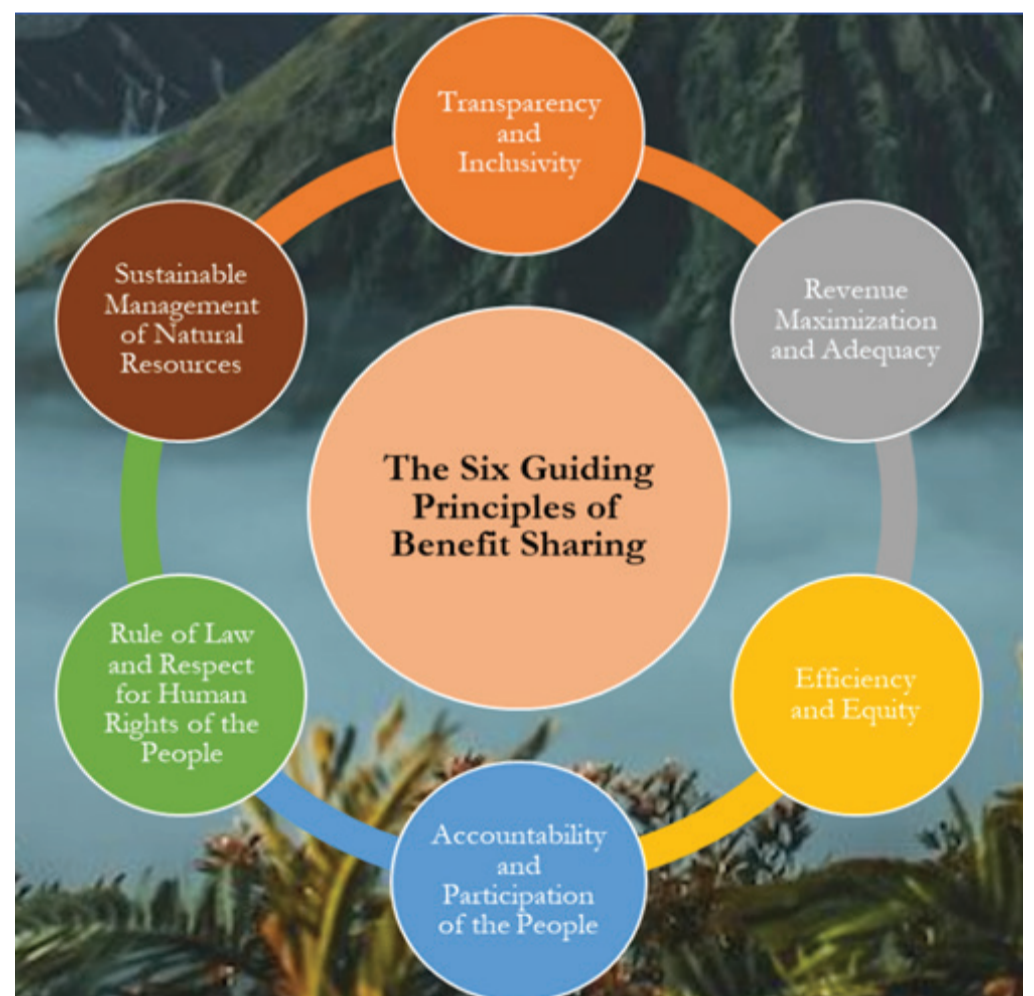 Transparency
and
Inclusivity
Revenue
Maximization
and Adequacy
Efficiency
and Equity
Accountability
and
Participation
of the People
Rule of Law
and Respect
for Human
Rights of the
People
Sustainable
Management
of Natural
Resources
The Six Guiding
Principles of
Benefit Sharing